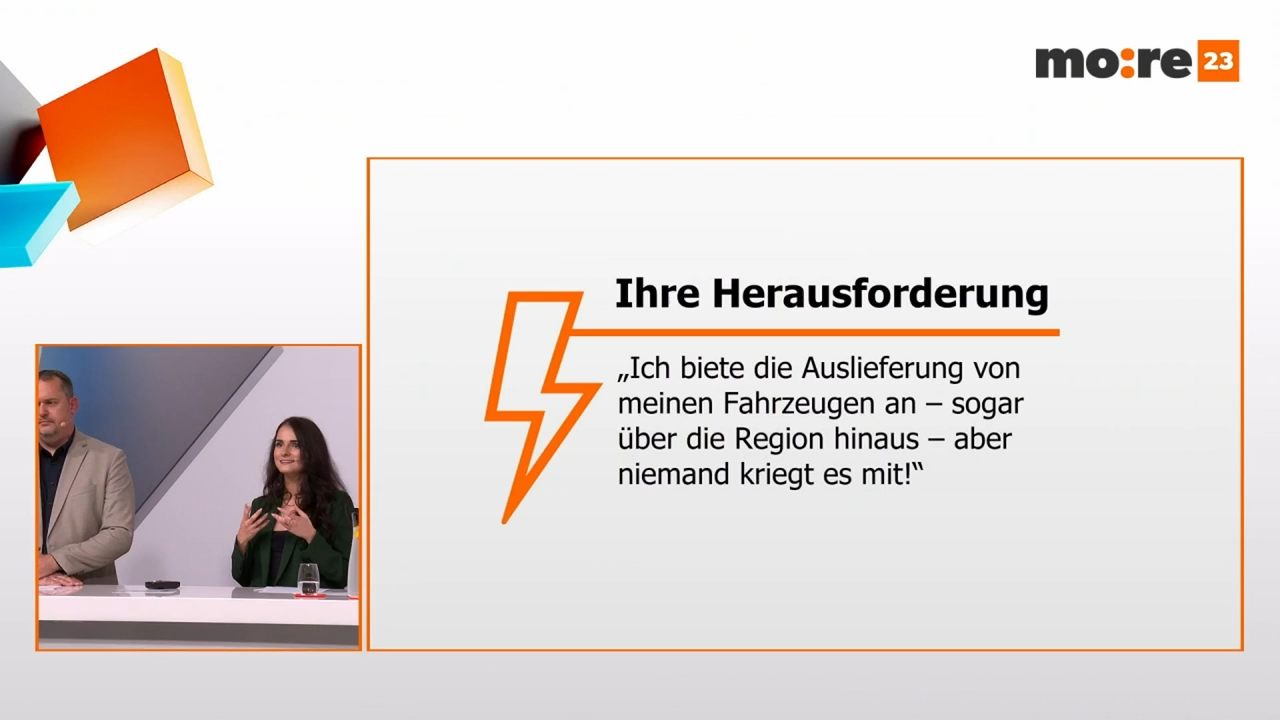 mo:re 23
Ihre Herausforderung
„Ich biete die Auslieferung von
meinen Fahrzeugen an – sogar
über die Region hinaus – aber
niemand kriegt es mit!“